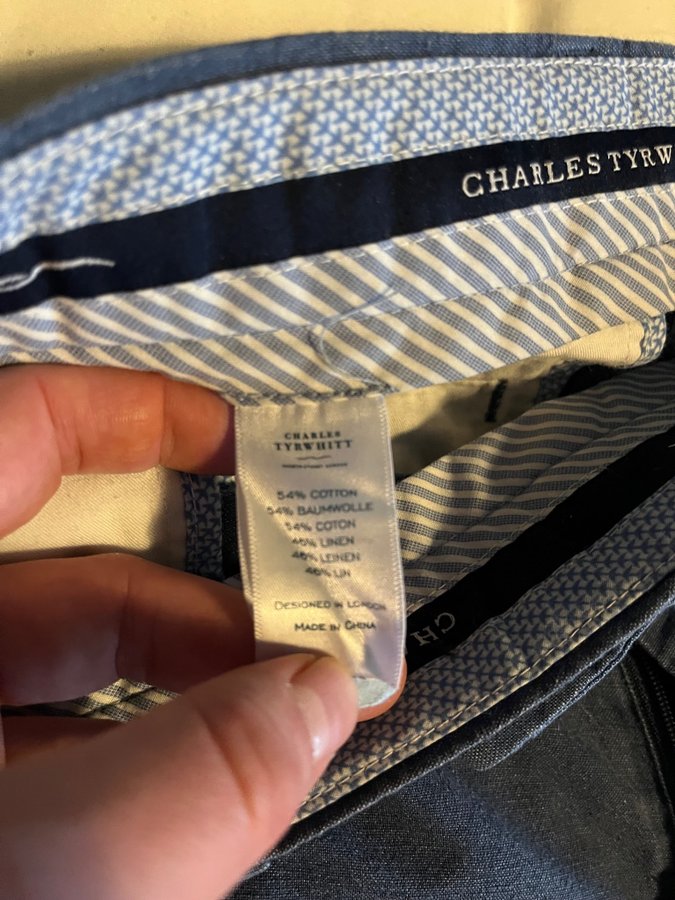 CHARLES TYRW
CHARLES
TYRWHITT
54% COTTON
54% BAUMWOLLE
54% COTON
46% LINEN
46% LEINEN
46% LIN
DESIGNED IN LONDON
MADE IN CHINA
CHA